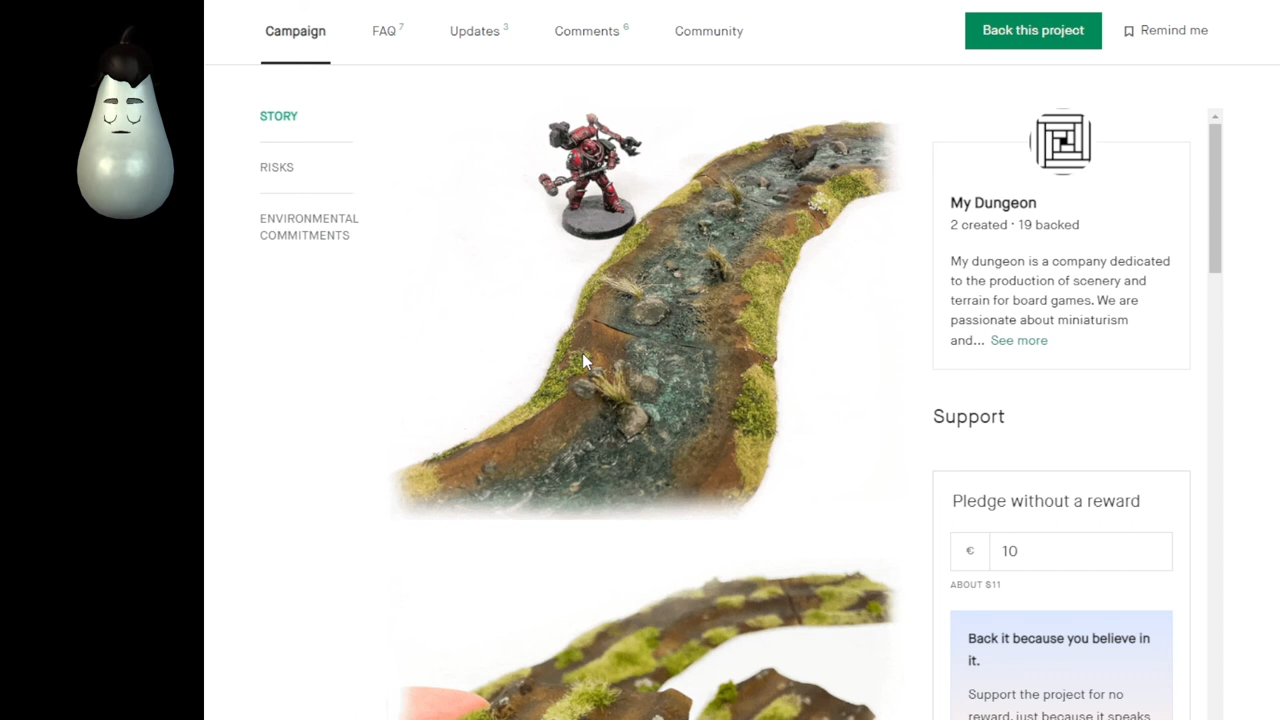 Campaign
FAQ 7
Updates 3
Comments 6
Community
Back this project
Remind me
STORY
RISKS
ENVIRONMENTAL
COMMITMENTS
My Dungeon
2 created · 19 backed
My dungeon is a company dedicated
to the production of scenery and
terrain for board games. We are
passionate about miniaturism
and... See more
Support
Pledge without a reward
€ 10
ABOUT $11
Back it because you believe in
it.
Support the project for no
reward, just because it speaks